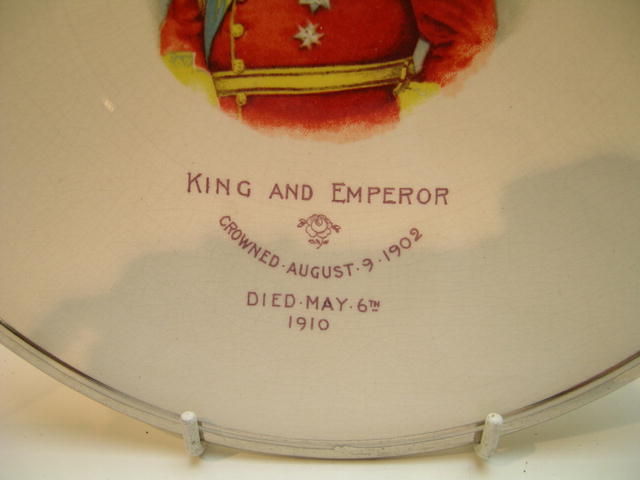 KING AND EMPEROR
CROWNED·AUGUST·9·1902
DIED·MAY·6TH
1910